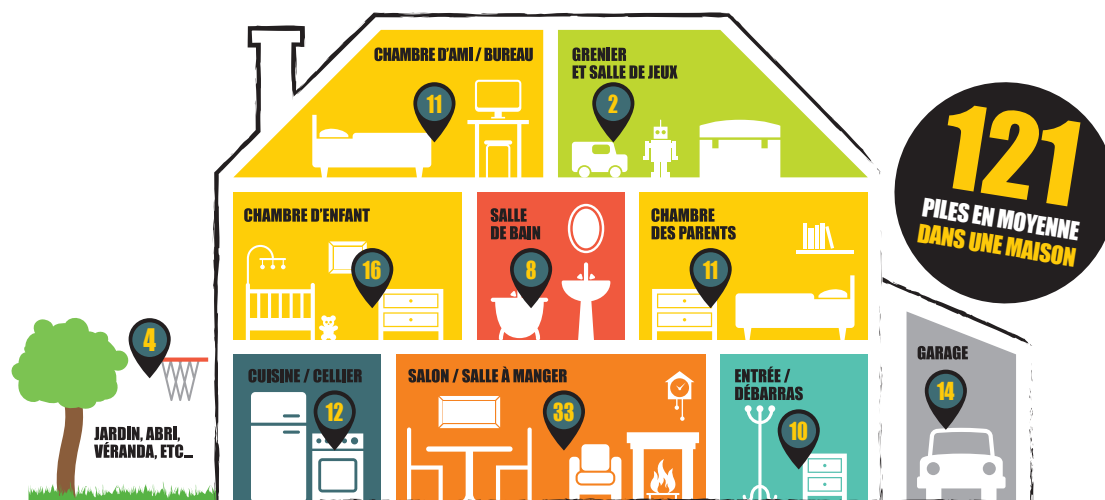 CHAMBRE D'AMI / BUREAU
11
GRENIER
ET SALLE DE JEUX
2
121
PILES EN MOYENNE
DANS UNE MAISON
CHAMBRE D'ENFANT
16
SALLE
DE BAIN
8
CHAMBRE
DES PARENTS
11
4
JARDIN, ABRI,
VÉRANDA, ETC...
CUISINE / CELLIER
12
SALON / SALLE À MANGER
33
ENTRÉE /
DÉBARRAS
10
GARAGE
14